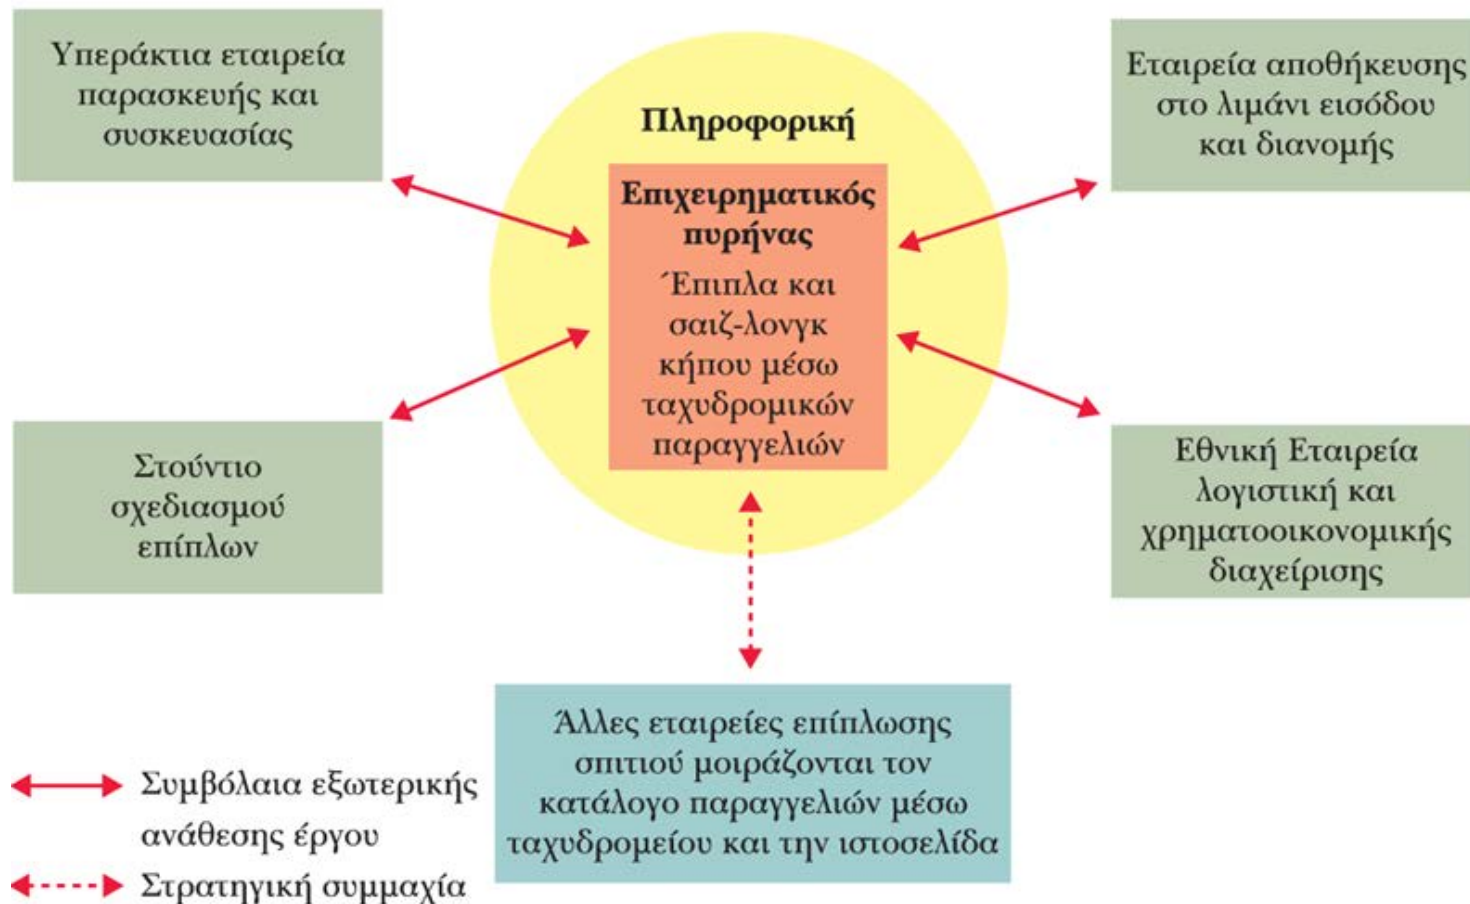 Υπεράκτια εταιρεία
παρασκευής και
συσκευασίας
Πληροφορική
Επιχειρηματικός
πυρήνας
Έπιπλα και
σαιζ-λονγκ
κήπου μέσω
ταχυδρομικών
παραγγελιών
Εταιρεία αποθήκευσης
στο λιμάνι εισόδου
και διανομής
Στούντιο
σχεδιασμού
επίπλων
Εθνική Εταιρεία
λογιστική και
χρηματοοικονομικής
διαχείρισης
Άλλες εταιρείες επίπλωσης
σπιτιού μοιράζονται τον
κατάλογο παραγγελιών μέσω
ταχυδρομείου και την ιστοσελίδα
Συμβόλαια εξωτερικής
ανάθεσης έργου
Στρατηγική συμμαχία